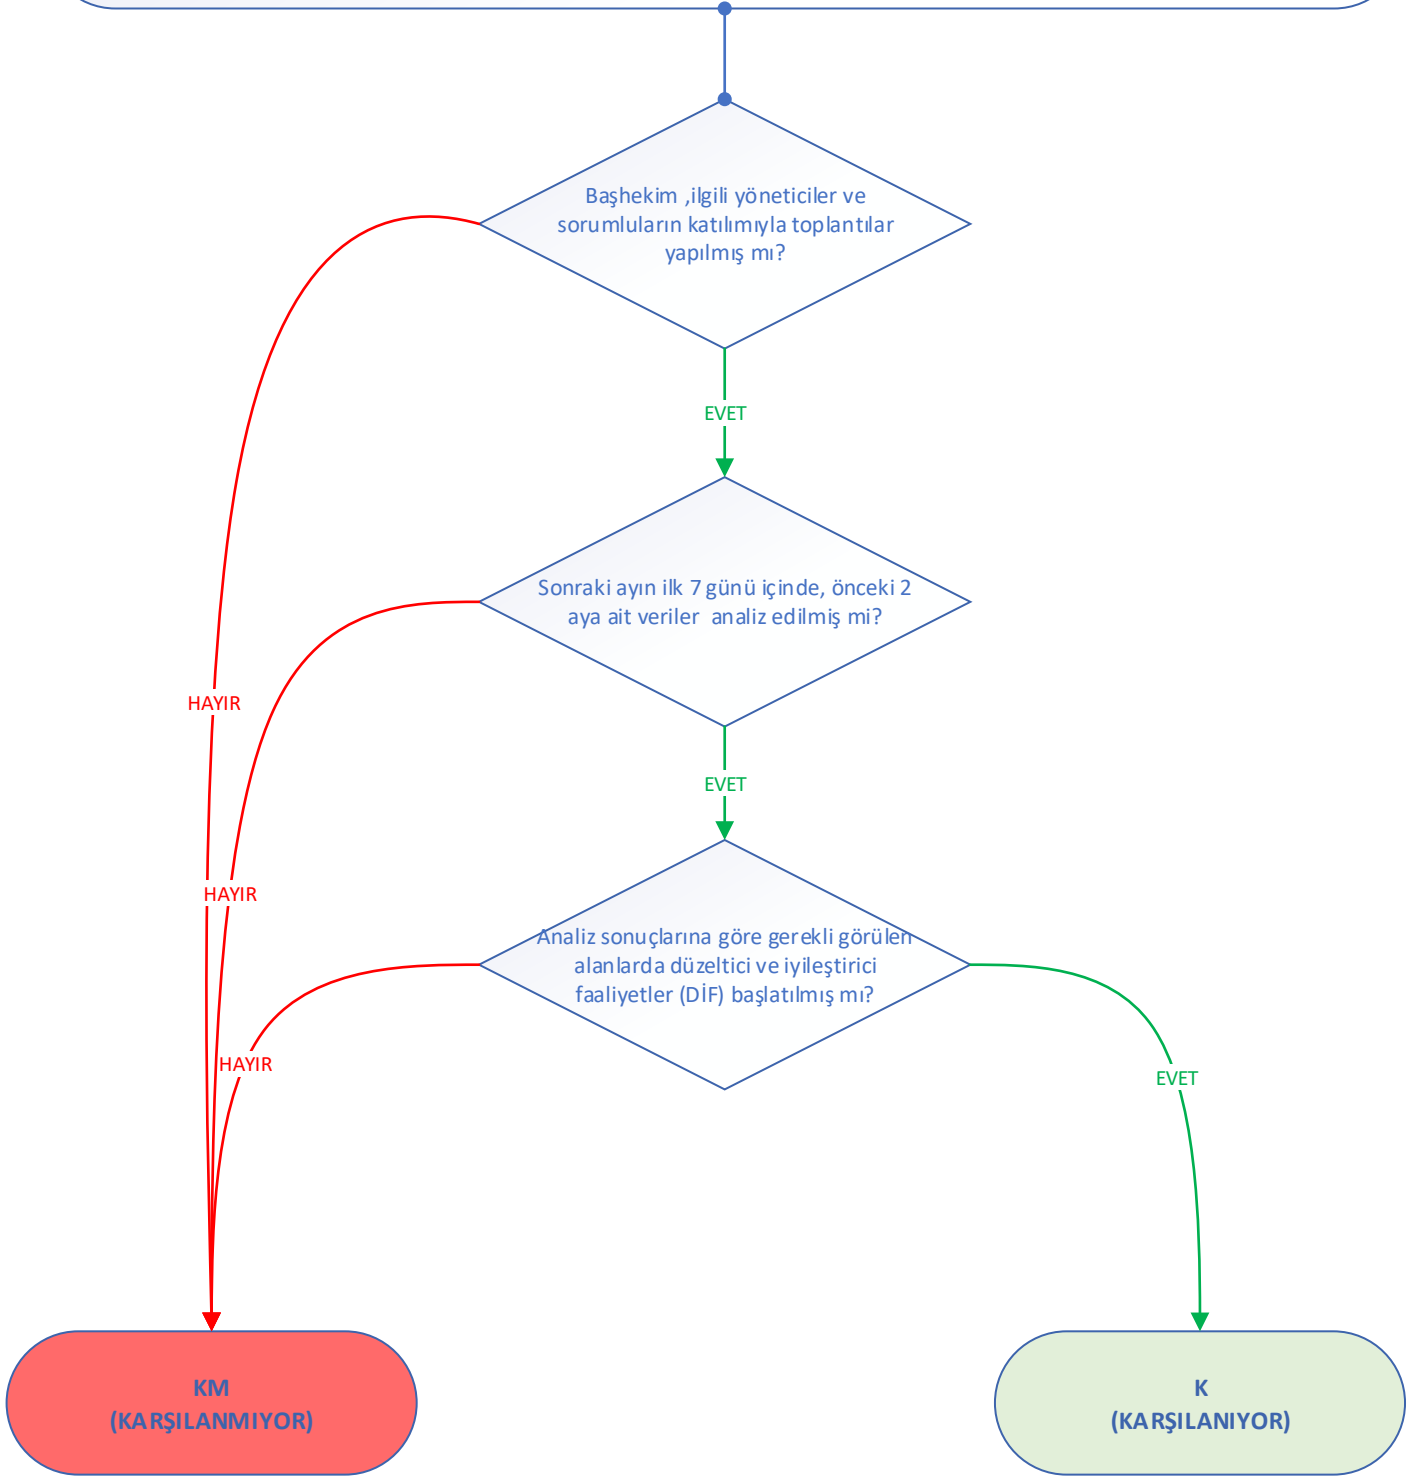 Başhekim ,ilgili yöneticiler ve
sorumluların katılımıyla toplantılar
yapılmış mı?
EVET
Sonraki ayın ilk 7 günü içinde, önceki 2
aya ait veriler  analiz edilmiş mi?
HAYIR
EVET
HAYIR
Analiz sonuçlarına göre gerekli görülen
alanlarda düzeltici ve iyileştirici
faaliyetler (DİF) başlatılmış mı?
HAYIR
EVET
KM
(KARŞILANMIYOR)
K
(KARŞILANIYOR)